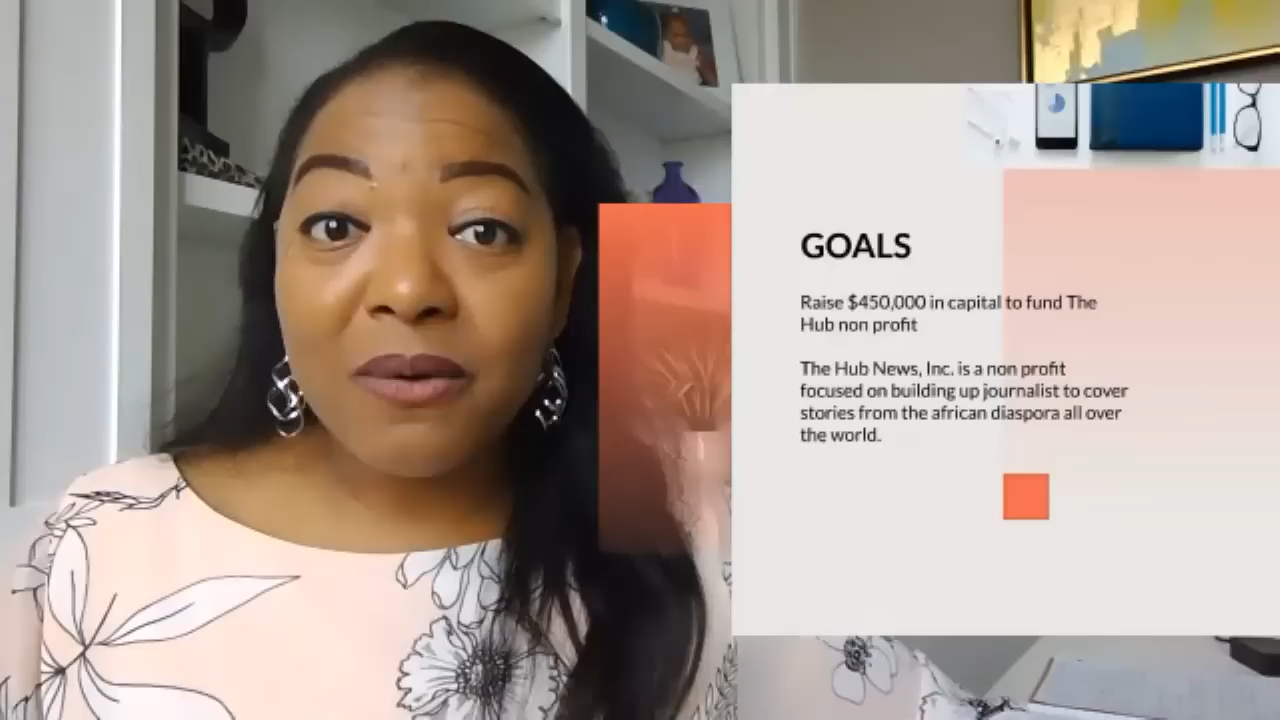 GOALS
Raise $450,000 in capital to fund The
Hub non profit
The Hub News, Inc. is a non profit
focused on building up journalist to cover
stories from the african diaspora all over
the world.